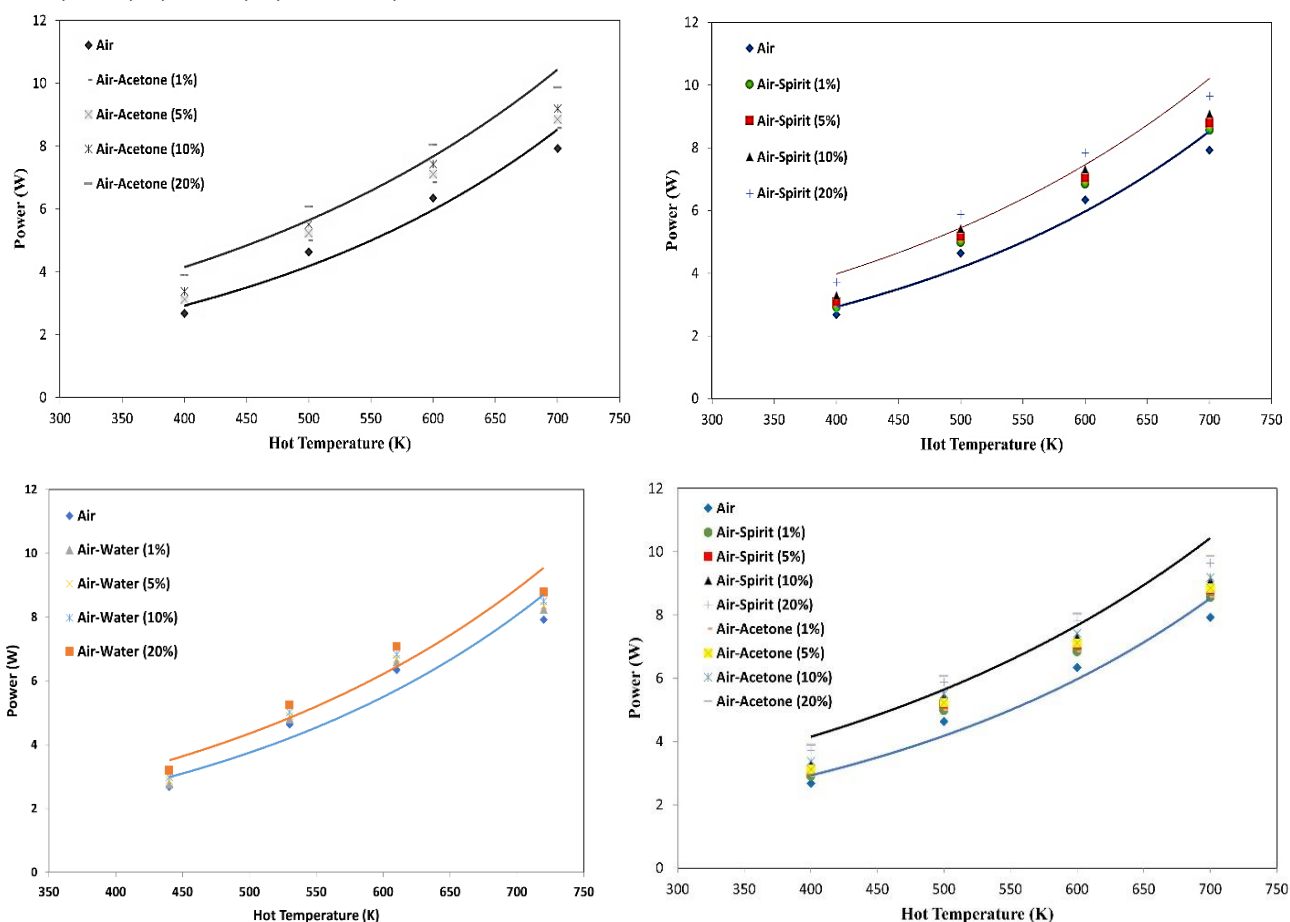 12
10
8
6
4
2
0
Power (W)
Air
Air-Acetone (1%)
Air-Acetone (5%)
Air-Acetone (10%)
Air-Acetone (20%)
300 350 400 450 500 550 600 650 700 750
Hot Temperature (K)
12
10
8
6
4
2
0
Power (W)
Air
Air-Spirit (1%)
Air-Spirit (5%)
Air-Spirit (10%)
Air-Spirit (20%)
300 350 400 450 500 550 600 650 700 750
Hot Temperature (K)
12
10
8
6
4
2
0
Power (W)
Air
Air-Water (1%)
Air-Water (5%)
Air-Water (10%)
Air-Water (20%)
350 400 450 500 550 600 650 700 750
Hot Temperature (K)
12
10
8
6
4
2
0
Power (W)
Air
Air-Spirit (1%)
Air-Spirit (5%)
Air-Spirit (10%)
Air-Spirit (20%)
Air-Acetone (1%)
Air-Acetone (5%)
Air-Acetone (10%)
Air-Acetone (20%)
300 350 400 450 500 550 600 650 700 750
Hot Temperature (K)